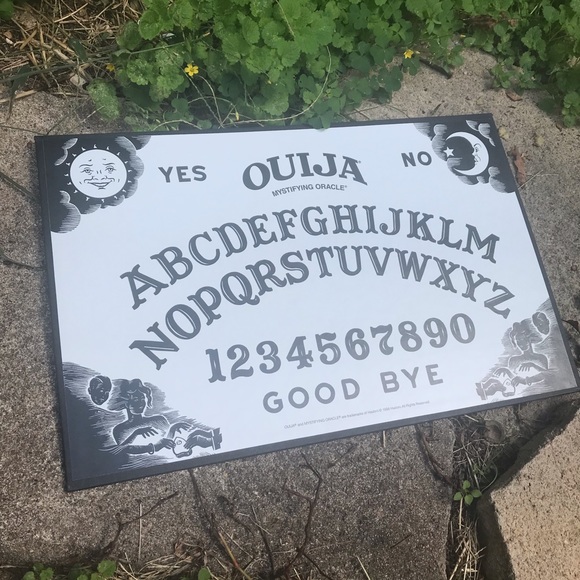 YES OUIJA® NO
MYSTIFYING ORACLE®
ABCDEFGHIJKLM
NOPQRSTUVWXYZ
1234567890
GOOD BYE